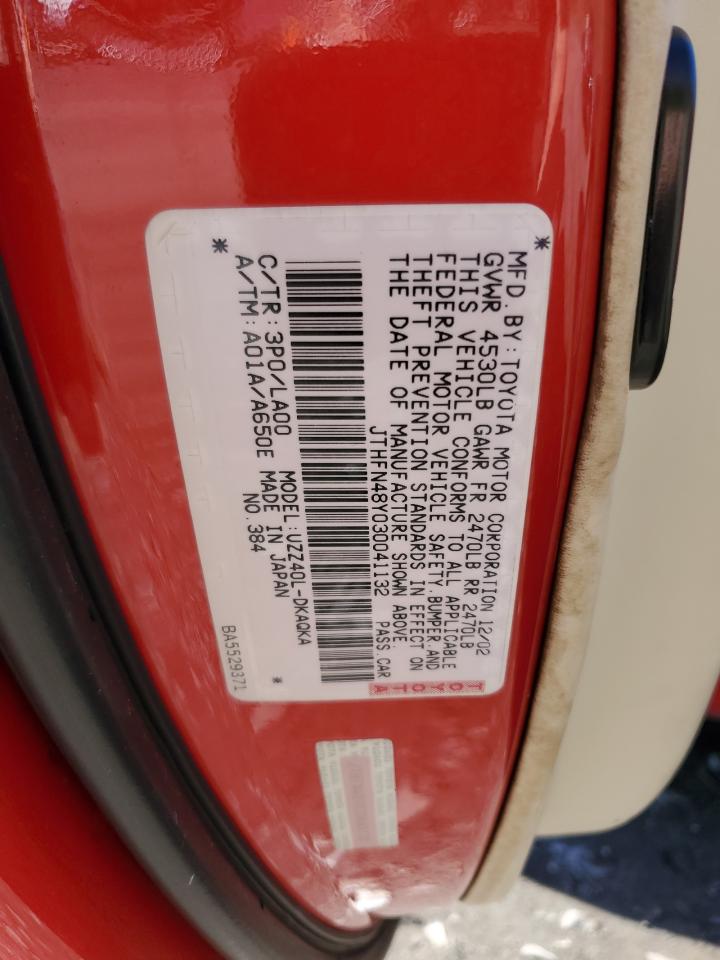 MFD. BY: TOYOTA MOTOR CORPORATION 12/02
GVWR 4530LB GAWR FR 2470LB RR 2470LB
THIS VEHICLE CONFORMS TO ALL APPLICABLE
FEDERAL MOTOR VEHICLE SAFETY, BUMPER, AND
THEFT PREVENTION STANDARDS IN EFFECT ON
THE DATE OF MANUFACTURE SHOWN ABOVE.
TOYOTA
JTHFN48Y030041132 PASS. CAR
C/TR: 3P0/LA00 MODEL: UZZ40L-DKAQKA
A/TM: A01A/A650E MADE IN JAPAN
NO. 384
BA5529371